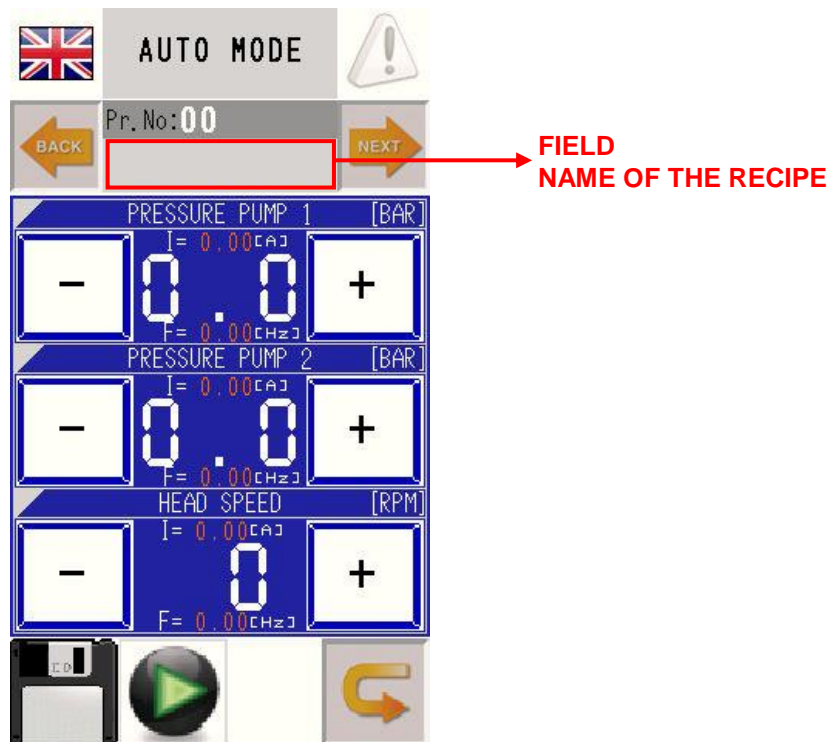 AUTO MODE
Pr.No:00
BACK
NEXT
FIELD
NAME OF THE RECIPE
PRESSURE PUMP 1 [BAR]
I= 0.00[A]
- 0.0 +
F= 0.00[Hz]
PRESSURE PUMP 2 [BAR]
I= 0.00[A]
- 0.0 +
F= 0.00[Hz]
HEAD SPEED [RPM]
I= 0.00[A]
- 0 +
F= 0.00[Hz]